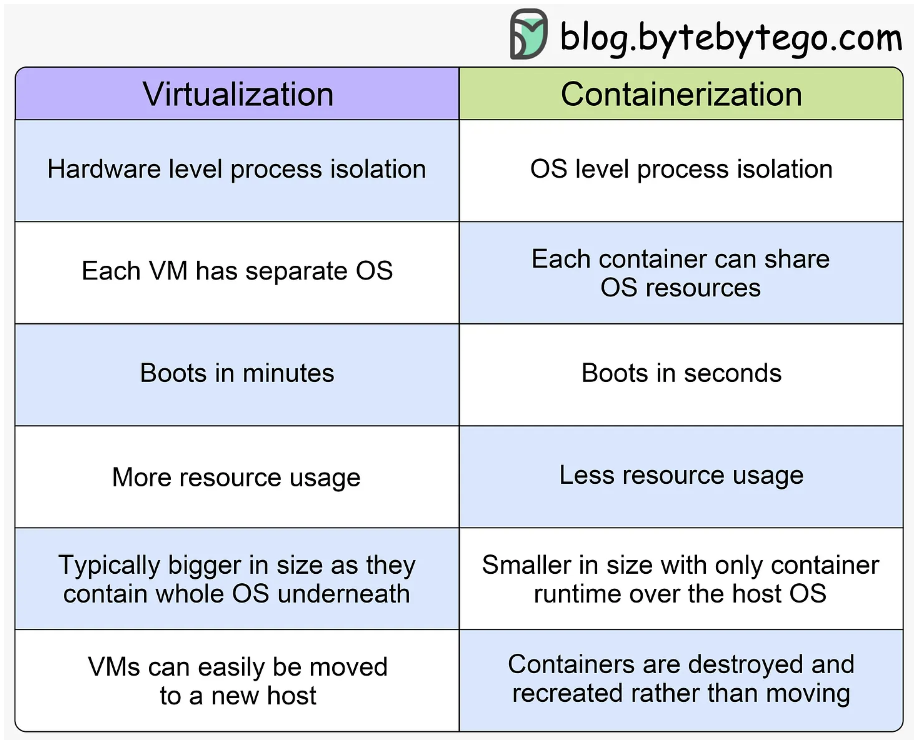 blog.bytebytego.com
Virtualization
Containerization
Hardware level process isolation
OS level process isolation
Each VM has separate OS
Each container can share
OS resources
Boots in minutes
Boots in seconds
More resource usage
Less resource usage
Typically bigger in size as they
contain whole OS underneath
Smaller in size with only container
runtime over the host OS
VMs can easily be moved
to a new host
Containers are destroyed and
recreated rather than moving